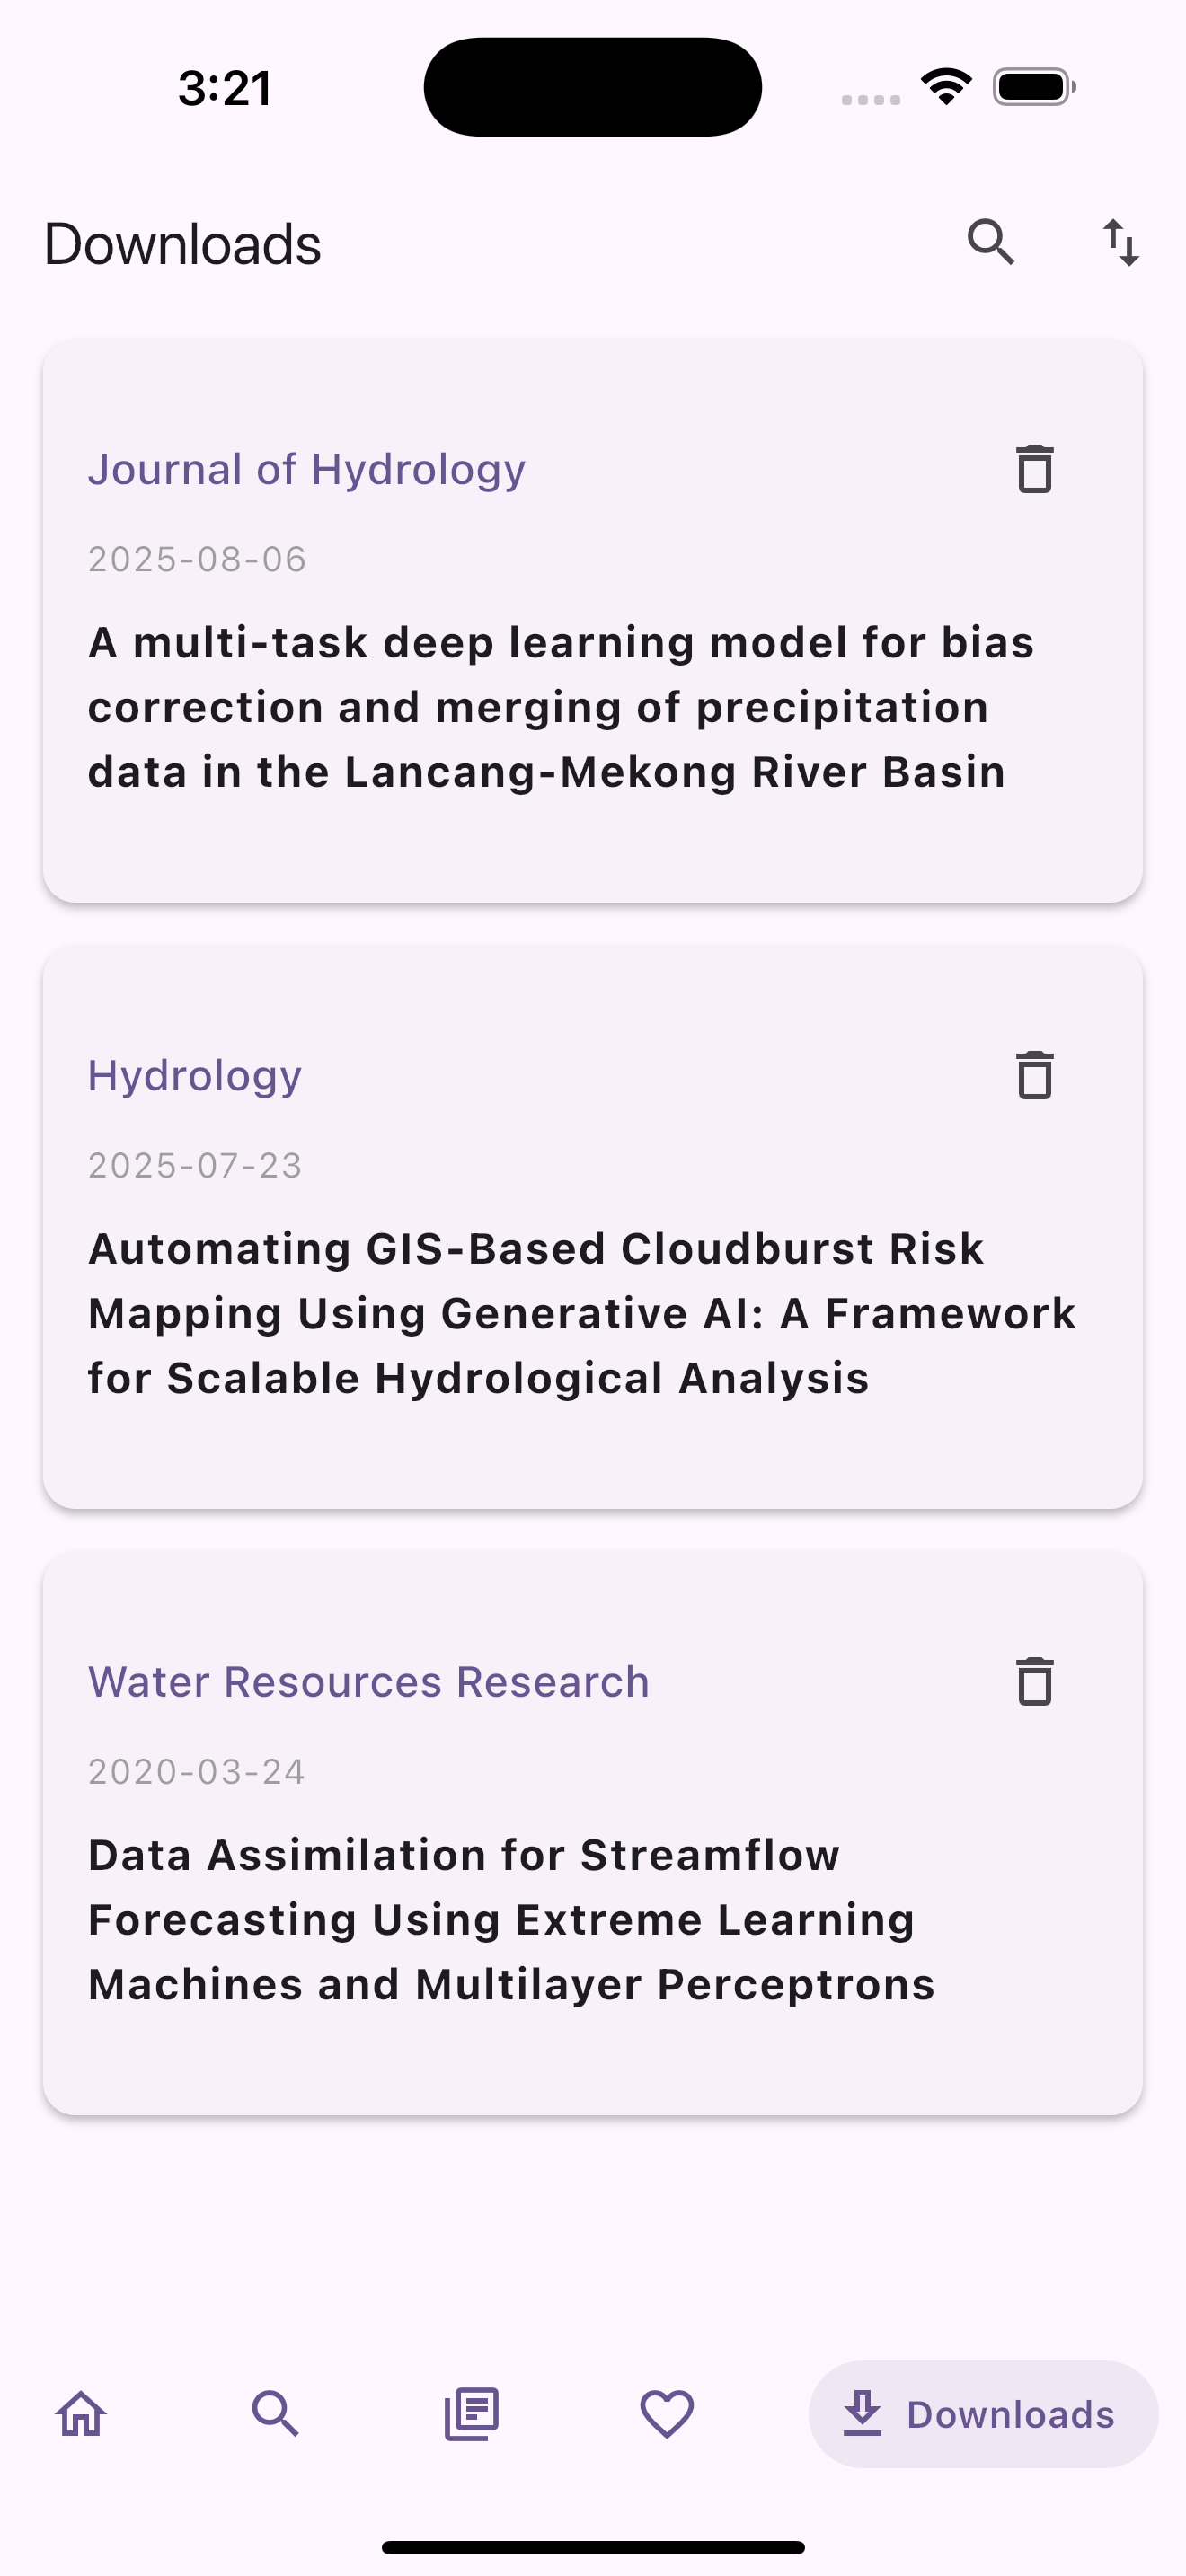 3:21
Downloads
Journal of Hydrology
2025-08-06
A multi-task deep learning model for bias
correction and merging of precipitation
data in the Lancang-Mekong River Basin
Hydrology
2025-07-23
Automating GIS-Based Cloudburst Risk
Mapping Using Generative AI: A Framework
for Scalable Hydrological Analysis
Water Resources Research
2020-03-24
Data Assimilation for Streamflow
Forecasting Using Extreme Learning
Machines and Multilayer Perceptrons
Downloads